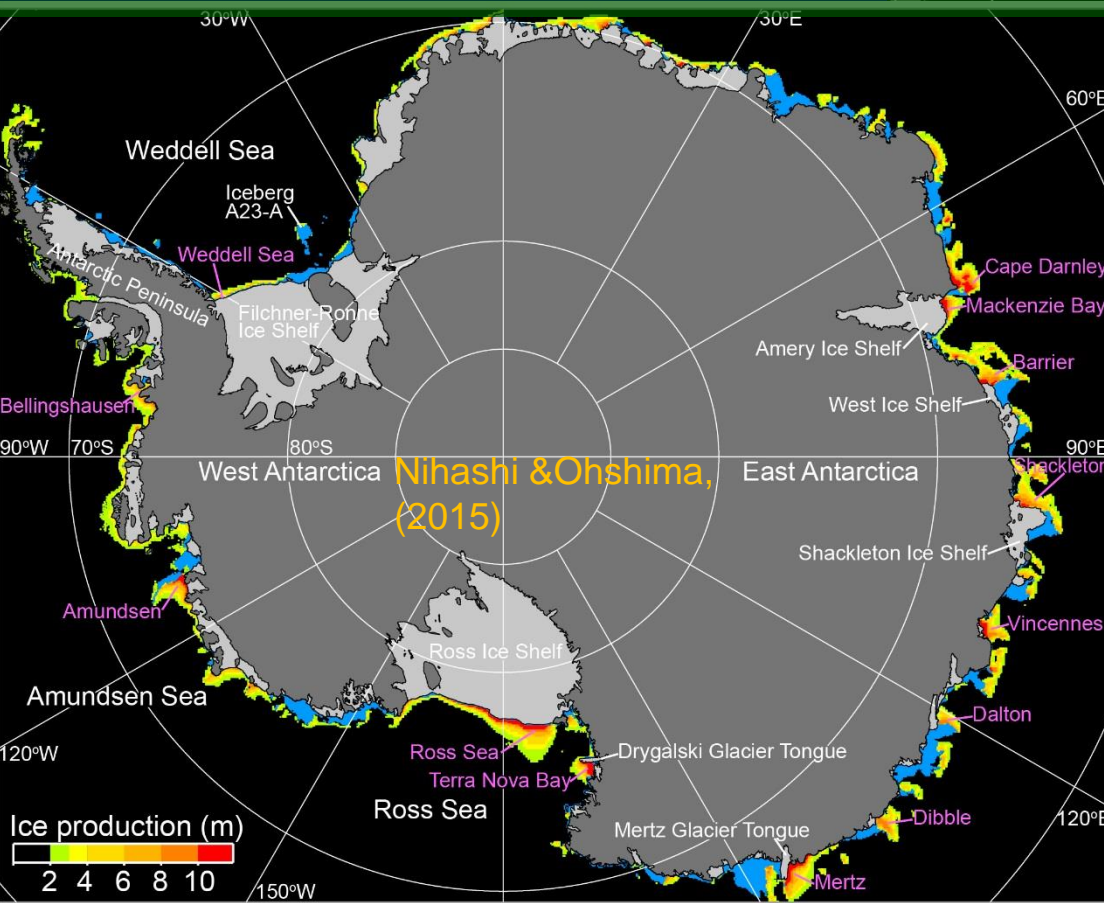 30°W
30°E
60°E
Weddell Sea
Iceberg
A23-A
Weddell Sea
Antarctic Peninsula
Filchner-Ronne
Ice Shelf
Cape Darnley
Mackenzie Bay
Amery Ice Shelf
Barrier
West Ice Shelf
Bellingshausen
90°W
70°S
80°S
90°E
West Antarctica
Nihashi &Ohshima,
(2015)
East Antarctica
Shackleton
Shackleton Ice Shelf
Amundsen
Vincennes
Ross Ice Shelf
Amundsen Sea
Dalton
120°W
Ross Sea
Drygalski Glacier Tongue
Terra Nova Bay
Ross Sea
Dibble
120°E
Ice production (m)
Mertz Glacier Tongue
2 4 6 8 10
Mertz
150°W